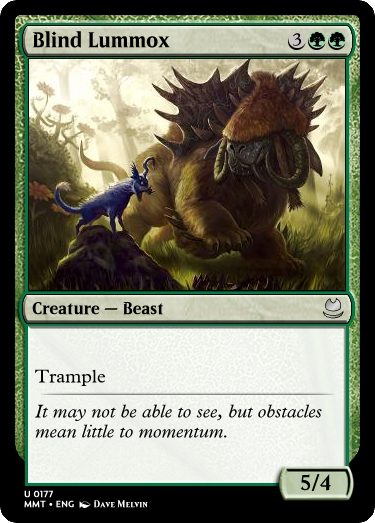 Blind Lummox 3
Creature — Beast
Trample
It may not be able to see, but obstacles
mean little to momentum.
5/4
U 0177
MMT • ENG Dave Melvin